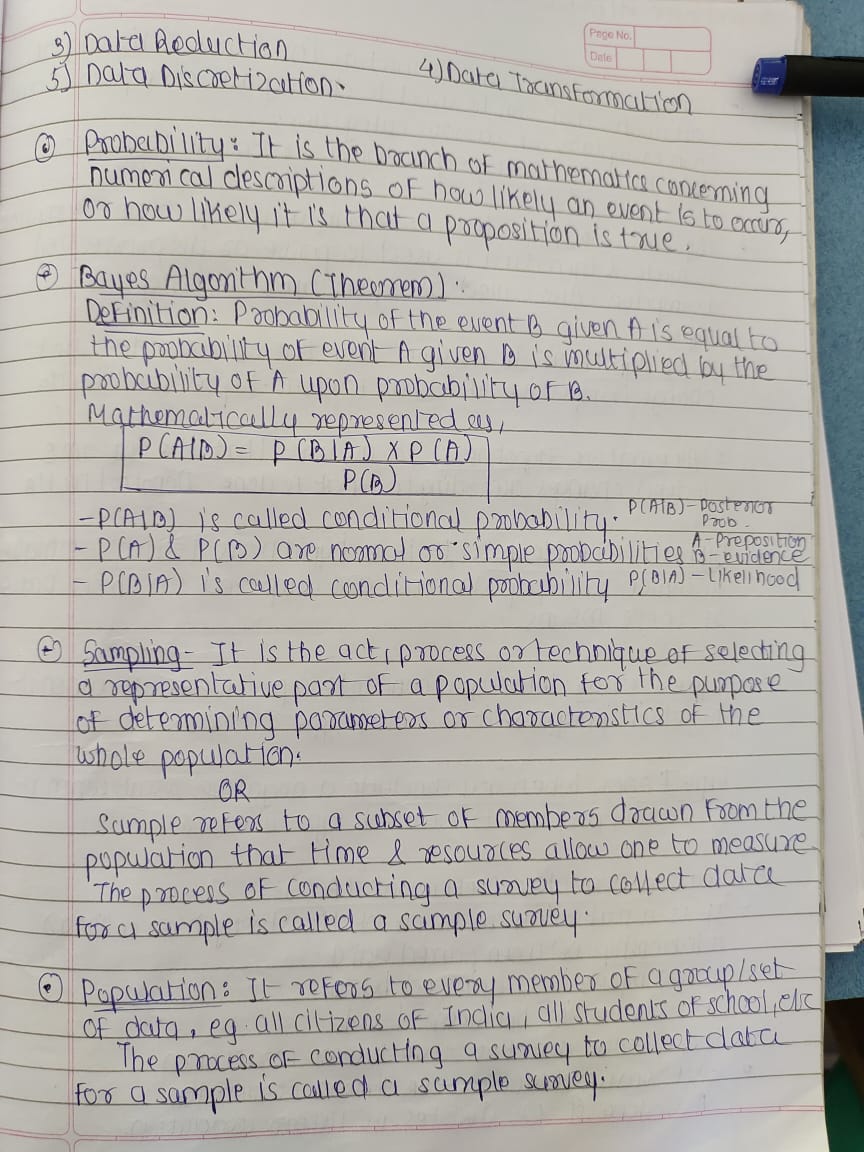 Page No.
Date
3) Data Reduction
4) Data Transformation
5) Data Discretization.
Probability: It is the branch of mathematics concerning
numerical descriptions of how likely an event is to occurs,
or how likely it is that a proposition is true.
Bayes Algorithm (Theorem):
Definition: Probability of the event B given A is equal to
the probability of event A given B is multiplied by the
probability of A upon probability of B.
Mathematically represented as,
P(A|B) = P(B|A) X P(A)
P(B)
- P(A|B) is called conditional probability.
P(A|B) - Posterior
Prob.
- P(A) & P(B) are normal or simple probabilities
A - Preposition
B - evidence
- P(B|A) is called conditional probability
P(B|A) - Likelihood
Sampling - It is the act, process or technique of selecting
a representative part of a population for the purpose
of determining parameters or characteristics of the
whole population.
OR
Sample refers to a subset of members drawn from the
population that time & resources allow one to measure
The process of conducting a survey to collect data
for a sample is called a sample survey.
Population: It refers to every member of a group/set
of data, eg. all citizens of India, all students of school, etc
The process of conducting a survey to collect data
for a sample is called a sample survey.